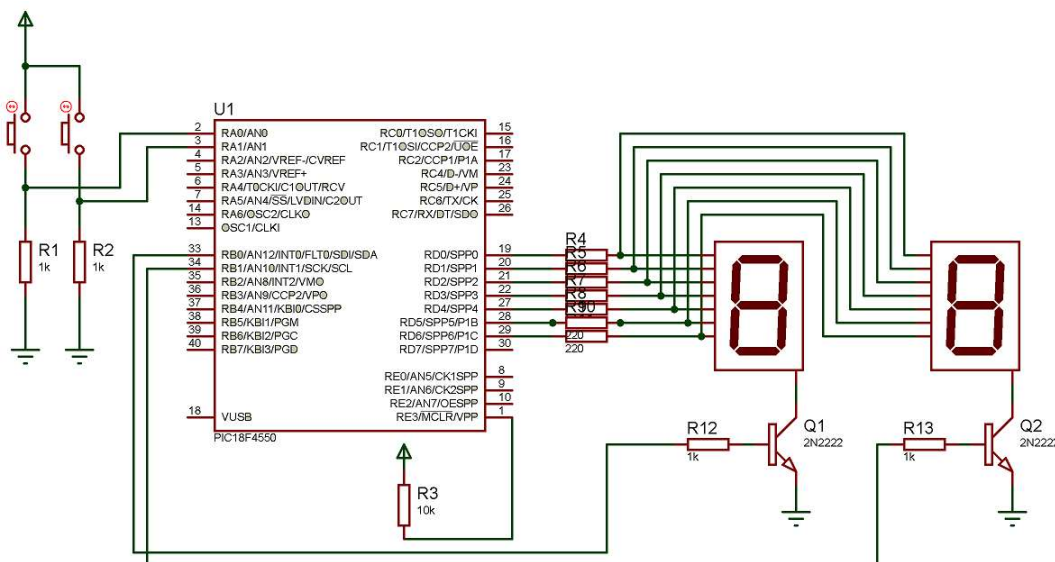 U1
2 RA0/AN0 RC0/T1OSO/T1CKI 15
3 RA1/AN1 RC1/T1OSI/CCP2/UOE 16
4 RA2/AN2/VREF-/CVREF RC2/CCP1/P1A 17
5 RA3/AN3/VREF+ RC4/D-/VM 23
6 RA4/T0CKI/C1OUT/RCV RC5/D+/VP 24
7 RA5/AN4/SS/LVDIN/C2OUT RC6/TX/CK 25
14 RA6/OSC2/CLKO RC7/RX/DT/SDO 26
13 OSC1/CLKI
R1
1k
R2
1k
33 RB0/AN12/INT0/FLT0/SDI/SDA RD0/SPP0 19
34 RB1/AN10/INT1/SCK/SCL RD1/SPP1 20
35 RB2/AN8/INT2/VMO RD2/SPP2 21
36 RB3/AN9/CCP2/VPO RD3/SPP3 22
37 RB4/AN11/KBI0/CSSPP RD4/SPP4 27
38 RB5/KBI1/PGM RD5/SPP5/P1B 28
39 RB6/KBI2/PGC RD6/SPP6/P1C 29
40 RB7/KBI3/PGD RD7/SPP7/P1D 30
RE0/AN5/CK1SPP 8
RE1/AN6/CK2SPP 9
RE2/AN7/OESPP 10
18 VUSB RE3/MCLR/VPP 1
PIC18F4550
R4
R5
R6
R7
R8
220
220
R3
10k
R12
1k
Q1
2N2222
R13
1k
Q2
2N2222